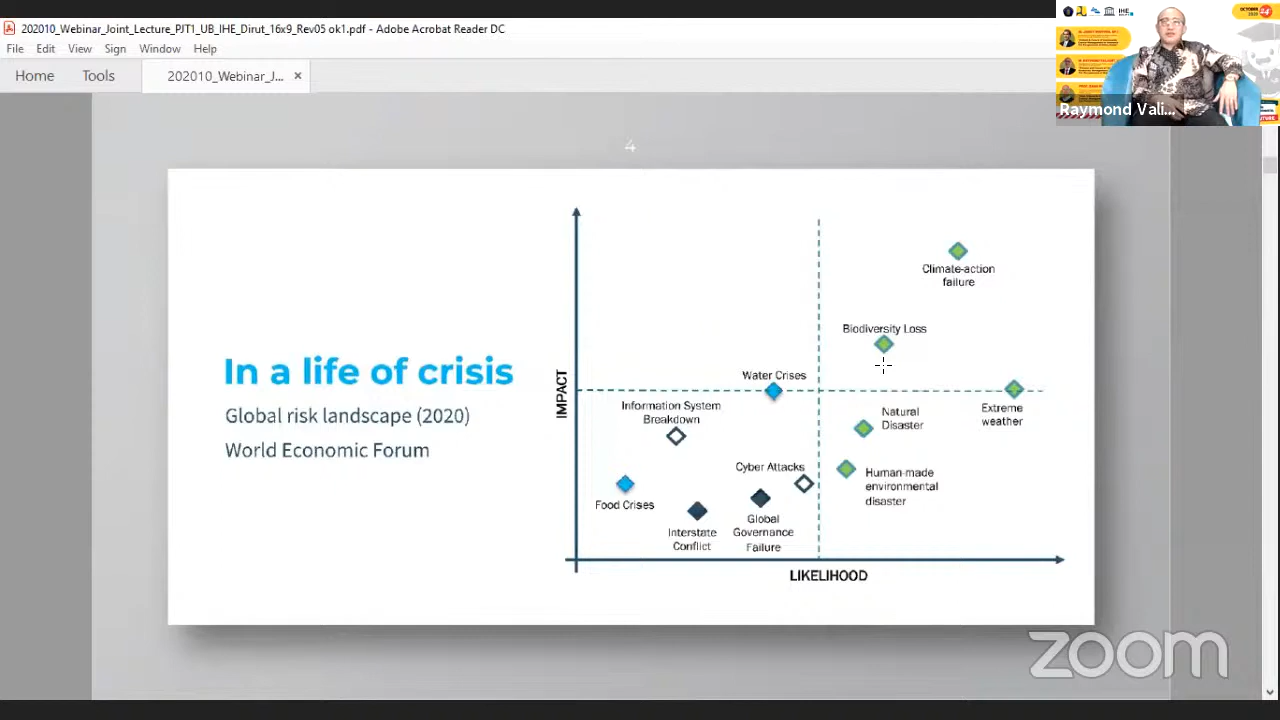 202010_Webinar_Joint_Lecture_PJT1_UB_IHE_Dirut_16x9_Rev05 ok1.pdf - Adobe Acrobat Reader DC
File Edit View Sign Window Help
Home Tools 202010_Webinar_J... ×
OCTOBER
24
IHE
Raymond Vali...
4
In a life of crisis
Global risk landscape (2020)
World Economic Forum
IMPACT
Climate-action
failure
Biodiversity Loss
Water Crises
Information System
Breakdown
Natural
Disaster
Extreme
weather
Cyber Attacks
Human-made
environmental
disaster
Food Crises
Interstate
Conflict
Global
Governance
Failure
LIKELIHOOD
zoom